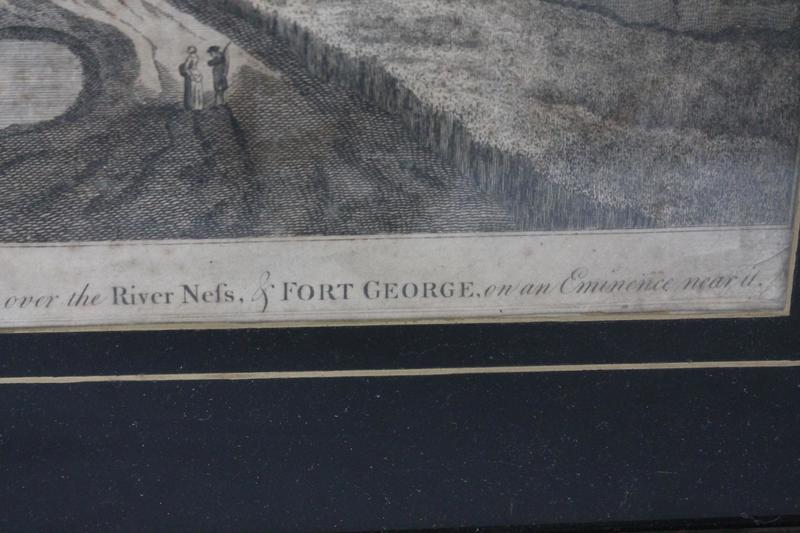 over the River Neſs, & FORT GEORGE, on an Eminence near it.